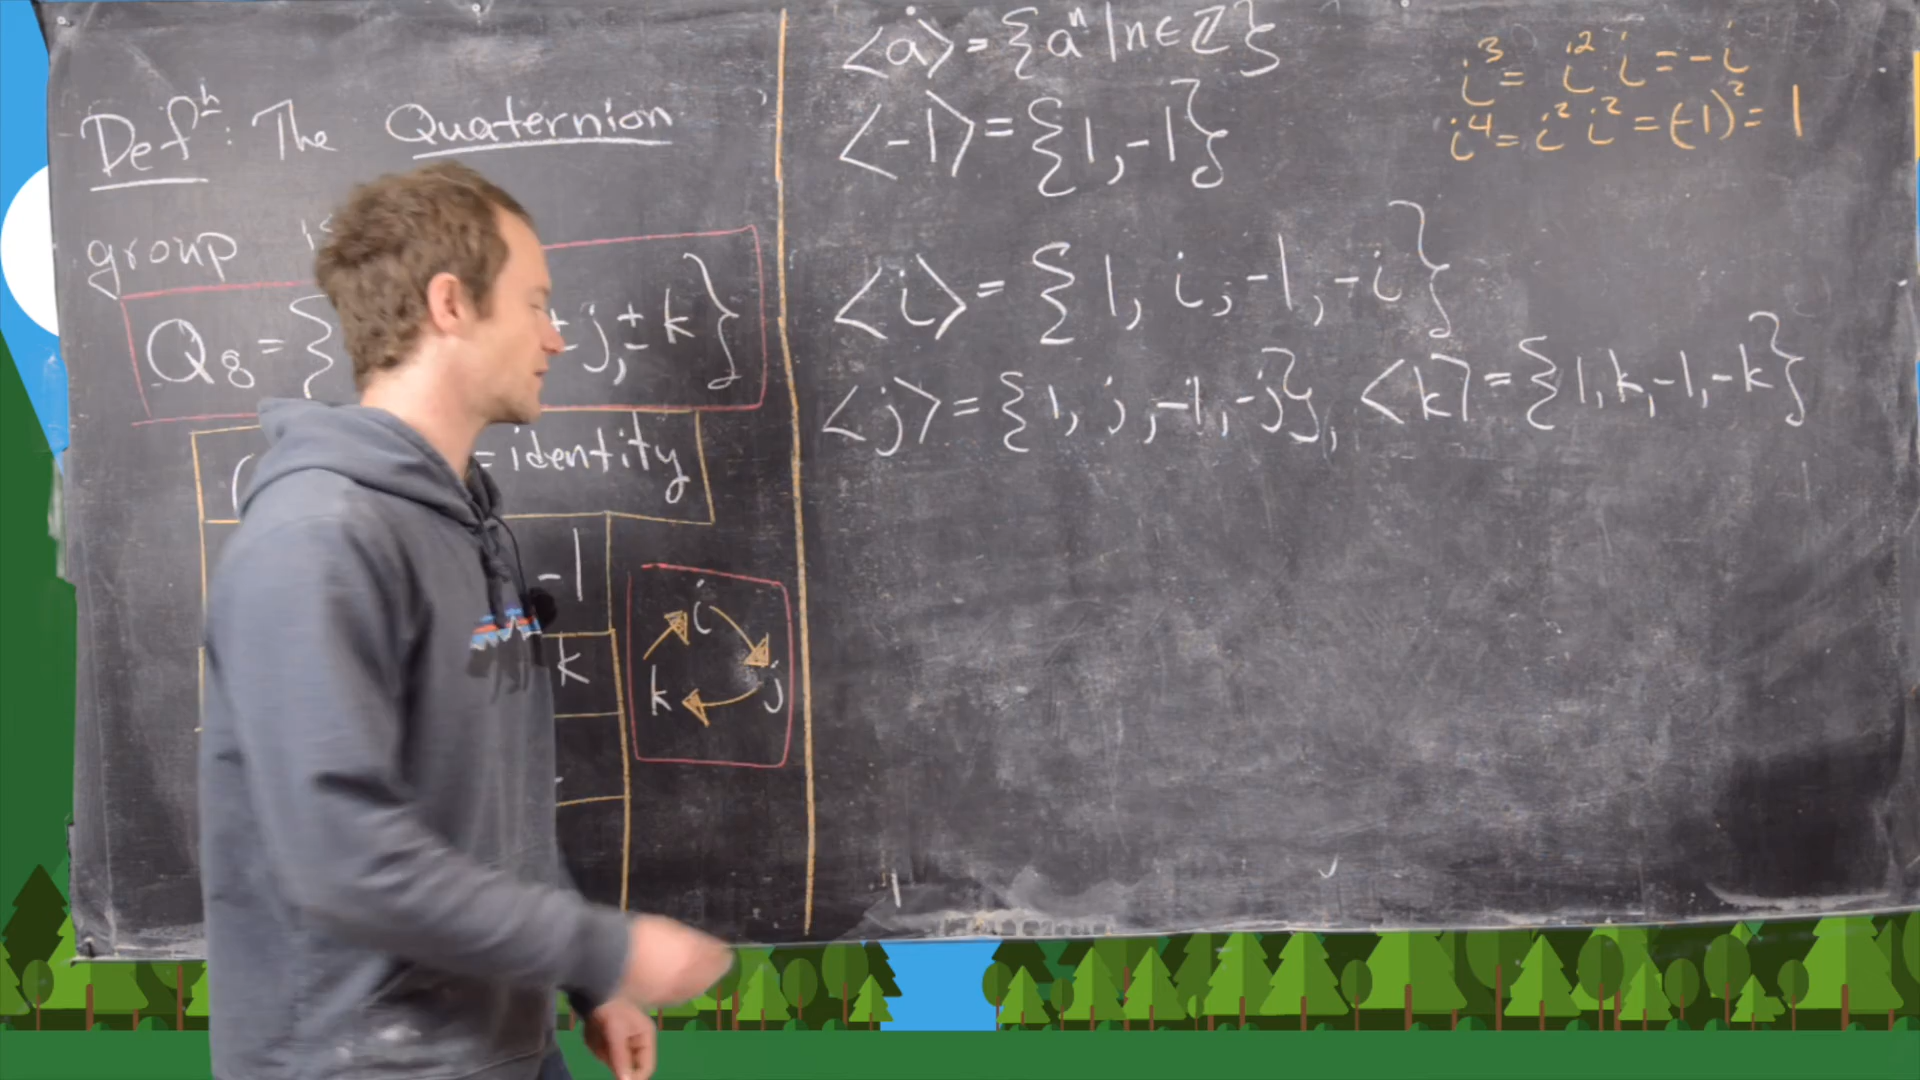 Defⁿ: The Quaternion
group
Q₈ = { j, ± k}
= identity
-1
k
i
k j
<a> = {aⁿ | n ∈ ℤ}
<-1> = {1, -1}
<i> = {1, i, -1, -i}
<j> = {1, j, -1, -j}, <k> = {1, k, -1, -k}
i³ = i² i = -i
i⁴ = i² i² = (-1)² = 1